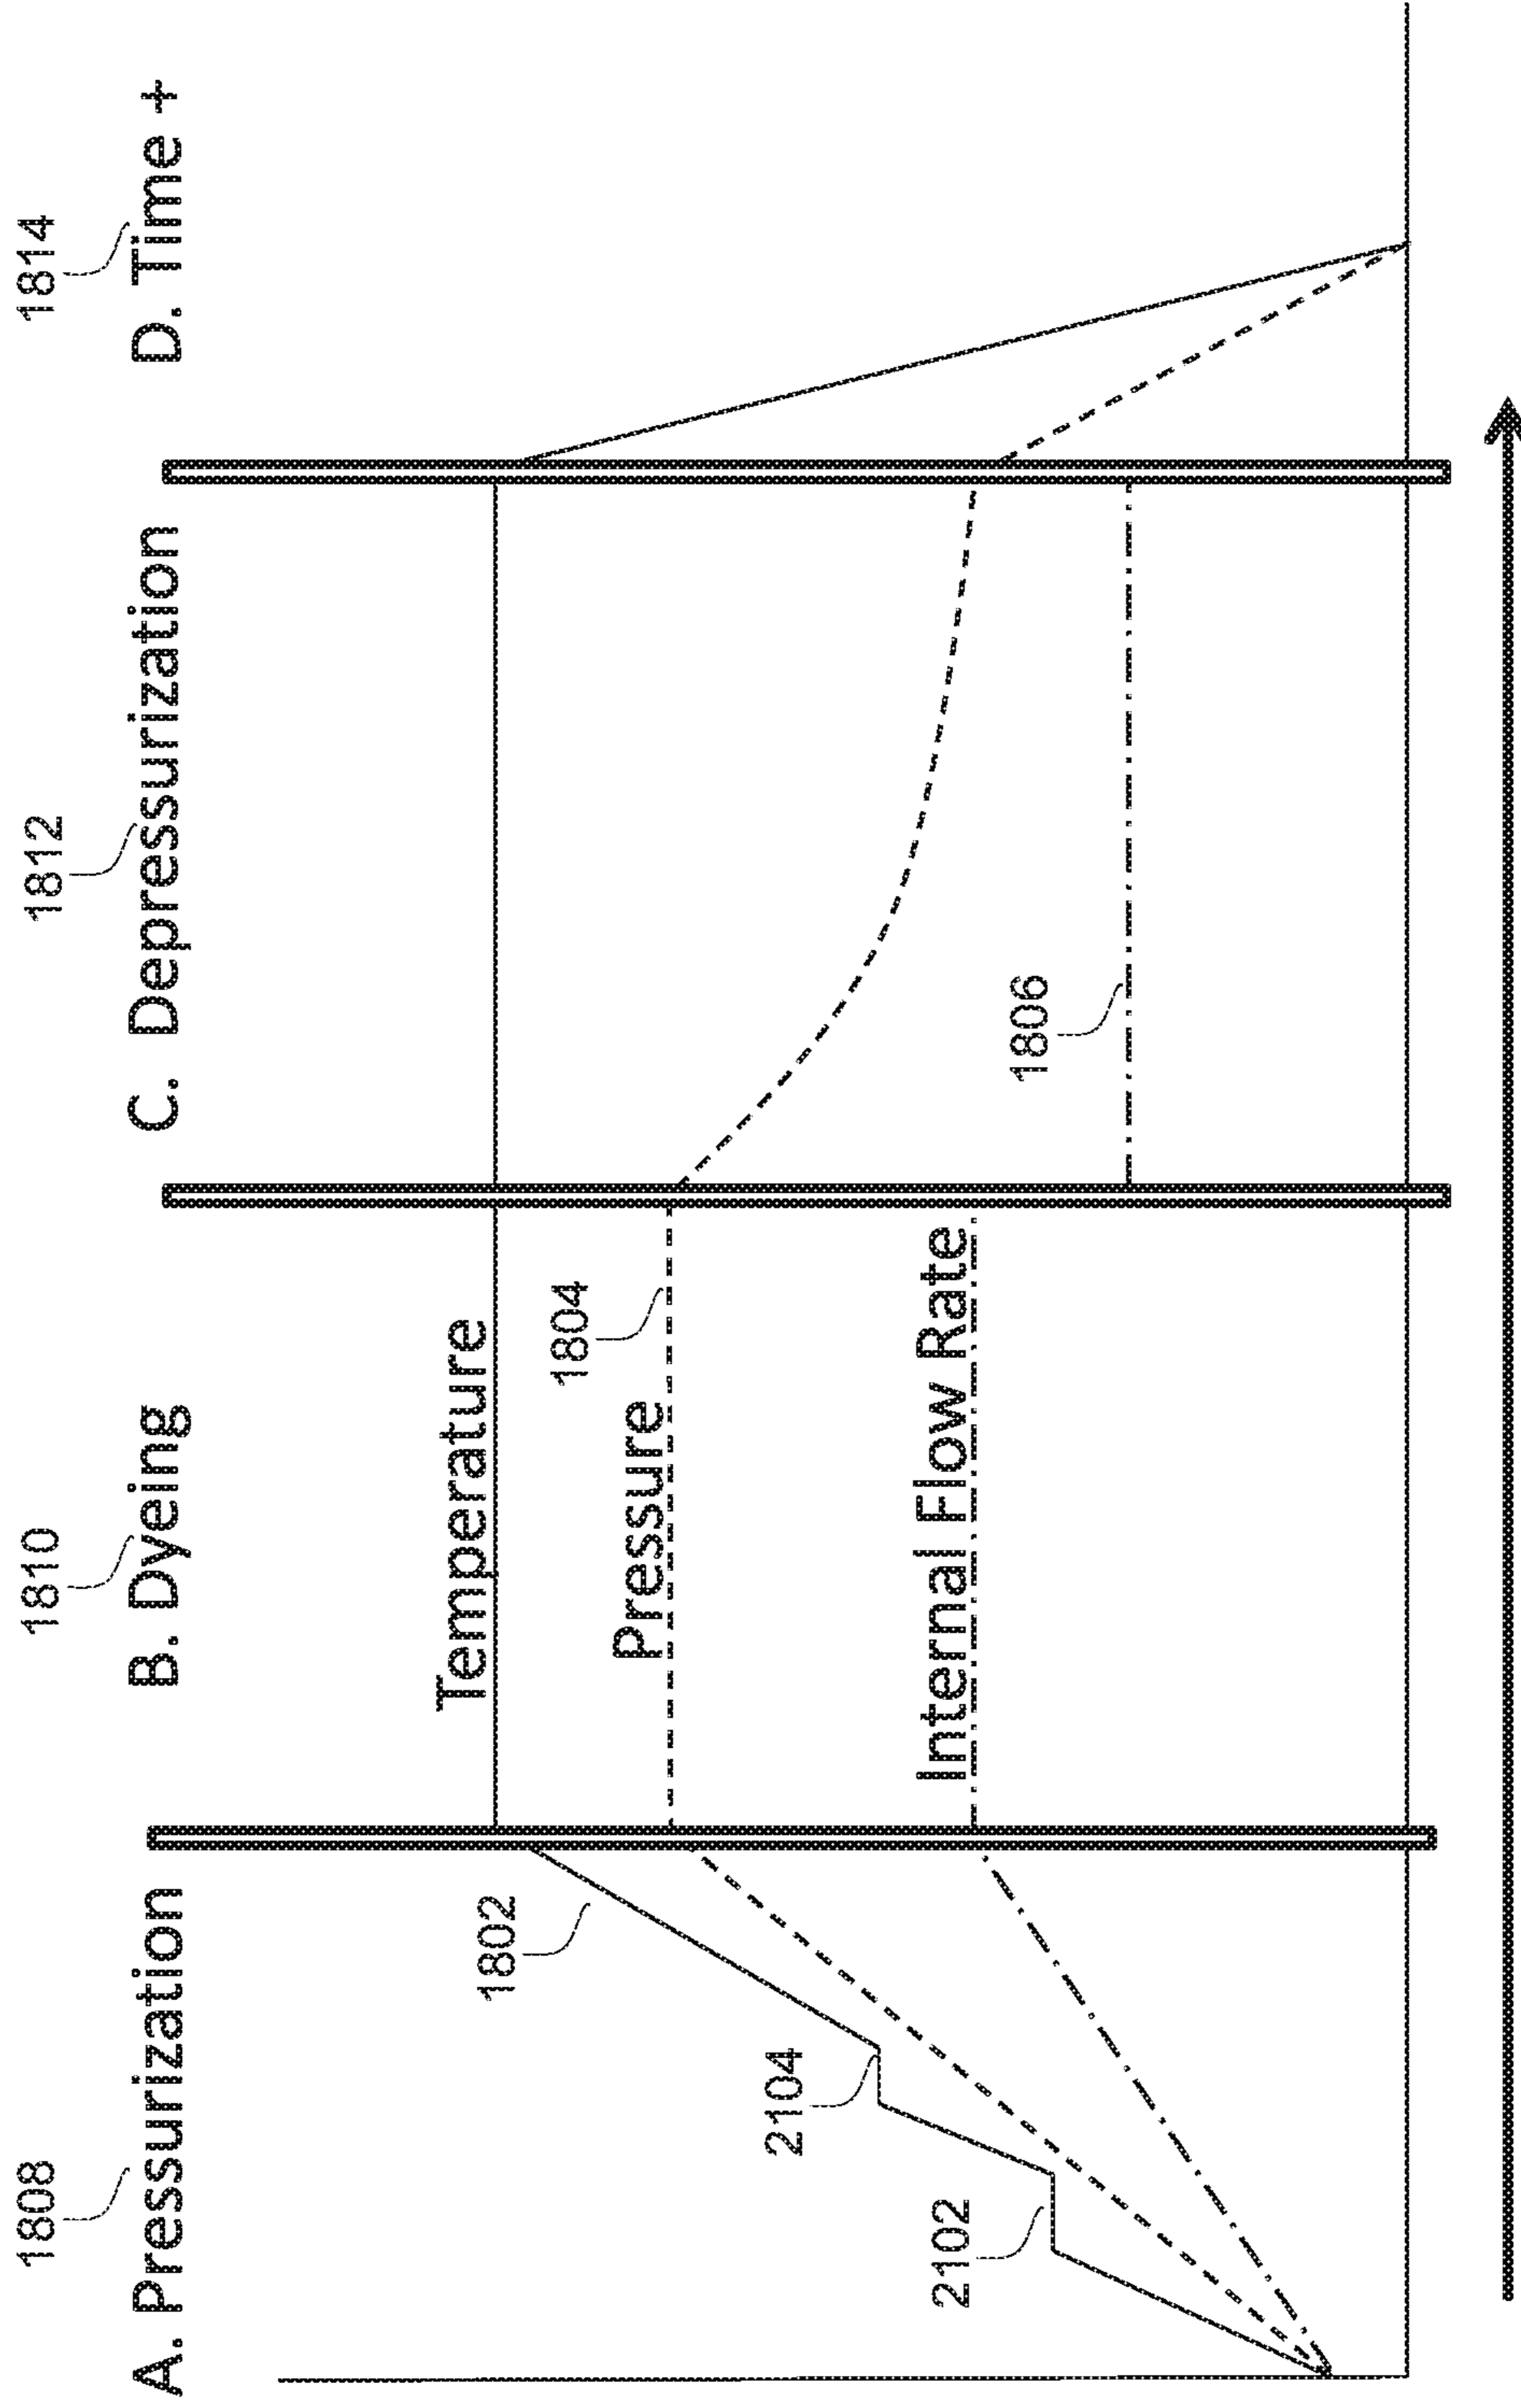 1808
A. Pressurization
1810
B. Dyeing
1812
C. Depressurization
1814
D. Time +
1802
Temperature
1804
Pressure
2104
2102
Internal Flow Rate
1806